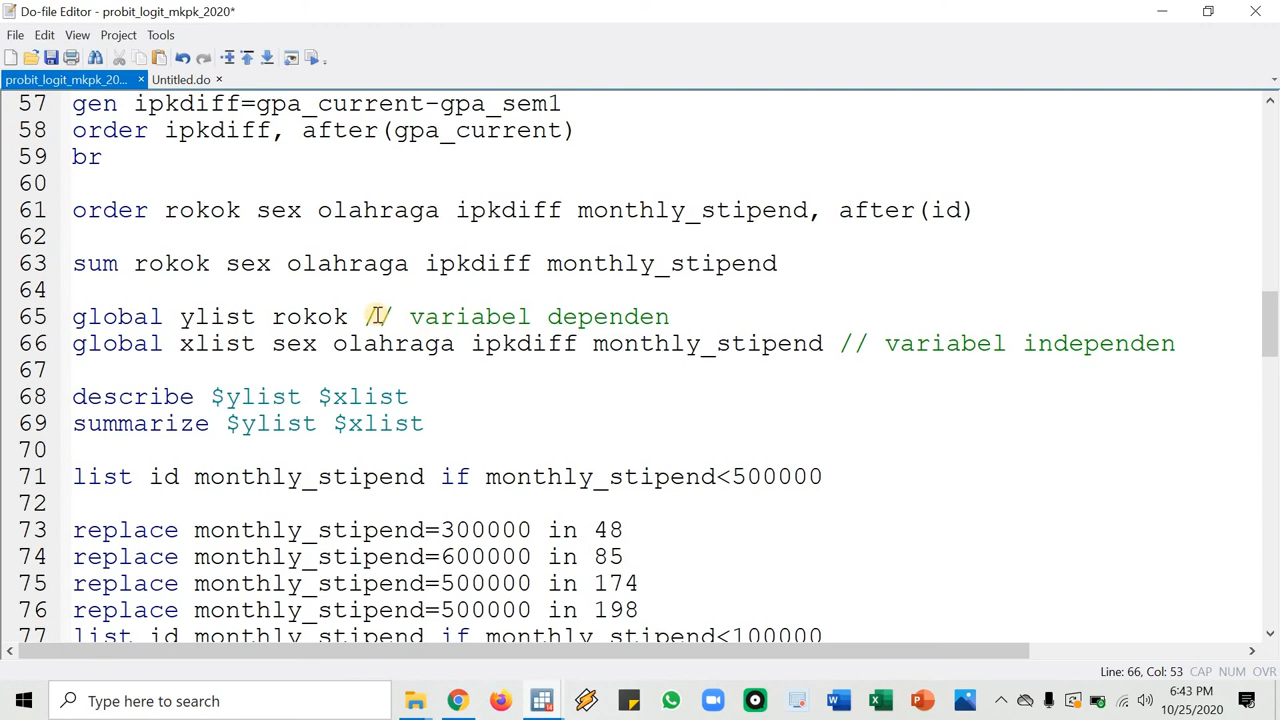 Do-file Editor - probit_logit_mkpk_2020*
File Edit View Project Tools
probit_logit_mkpk_20... × Untitled.do ×
57 gen ipkdiff=gpa_current-gpa_sem1
58 order ipkdiff, after(gpa_current)
59 br
60
61 order rokok sex olahraga ipkdiff monthly_stipend, after(id)
62
63 sum rokok sex olahraga ipkdiff monthly_stipend
64
65 global ylist rokok // variabel dependen
66 global xlist sex olahraga ipkdiff monthly_stipend // variabel independen
67
68 describe $ylist $xlist
69 summarize $ylist $xlist
70
71 list id monthly_stipend if monthly_stipend<500000
72
73 replace monthly_stipend=300000 in 48
74 replace monthly_stipend=600000 in 85
75 replace monthly_stipend=500000 in 174
76 replace monthly_stipend=500000 in 198
77 list id monthly_stipend if monthly_stipend<100000
Line: 66, Col: 53 CAP NUM OVR
Type here to search
6:43 PM
10/25/2020